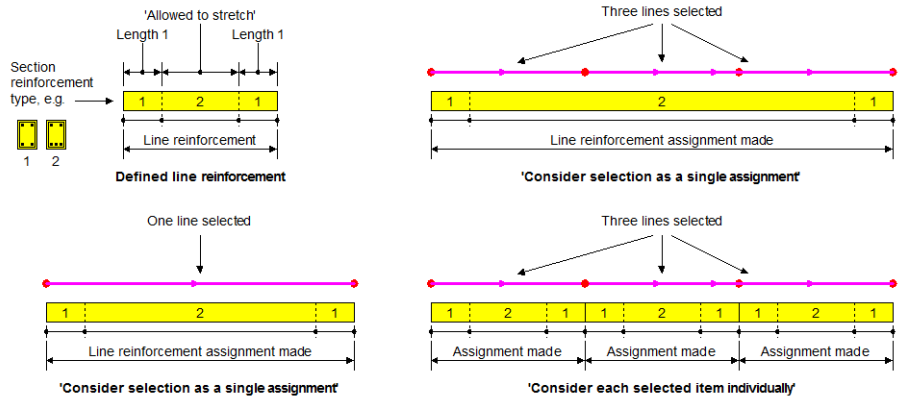 'Allowed to stretch'
Length 1
Length 1
Section
reinforcement
type, e.g.
1 2 1
1 2
Line reinforcement
Defined line reinforcement
Three lines selected
1 2 1
Line reinforcement assignment made
'Consider selection as a single assignment'
One line selected
1 2 1
Line reinforcement assignment made
'Consider selection as a single assignment'
Three lines selected
1 2 1 1 2 1 1 2 1
Assignment made Assignment made Assignment made
'Consider each selected item individually'